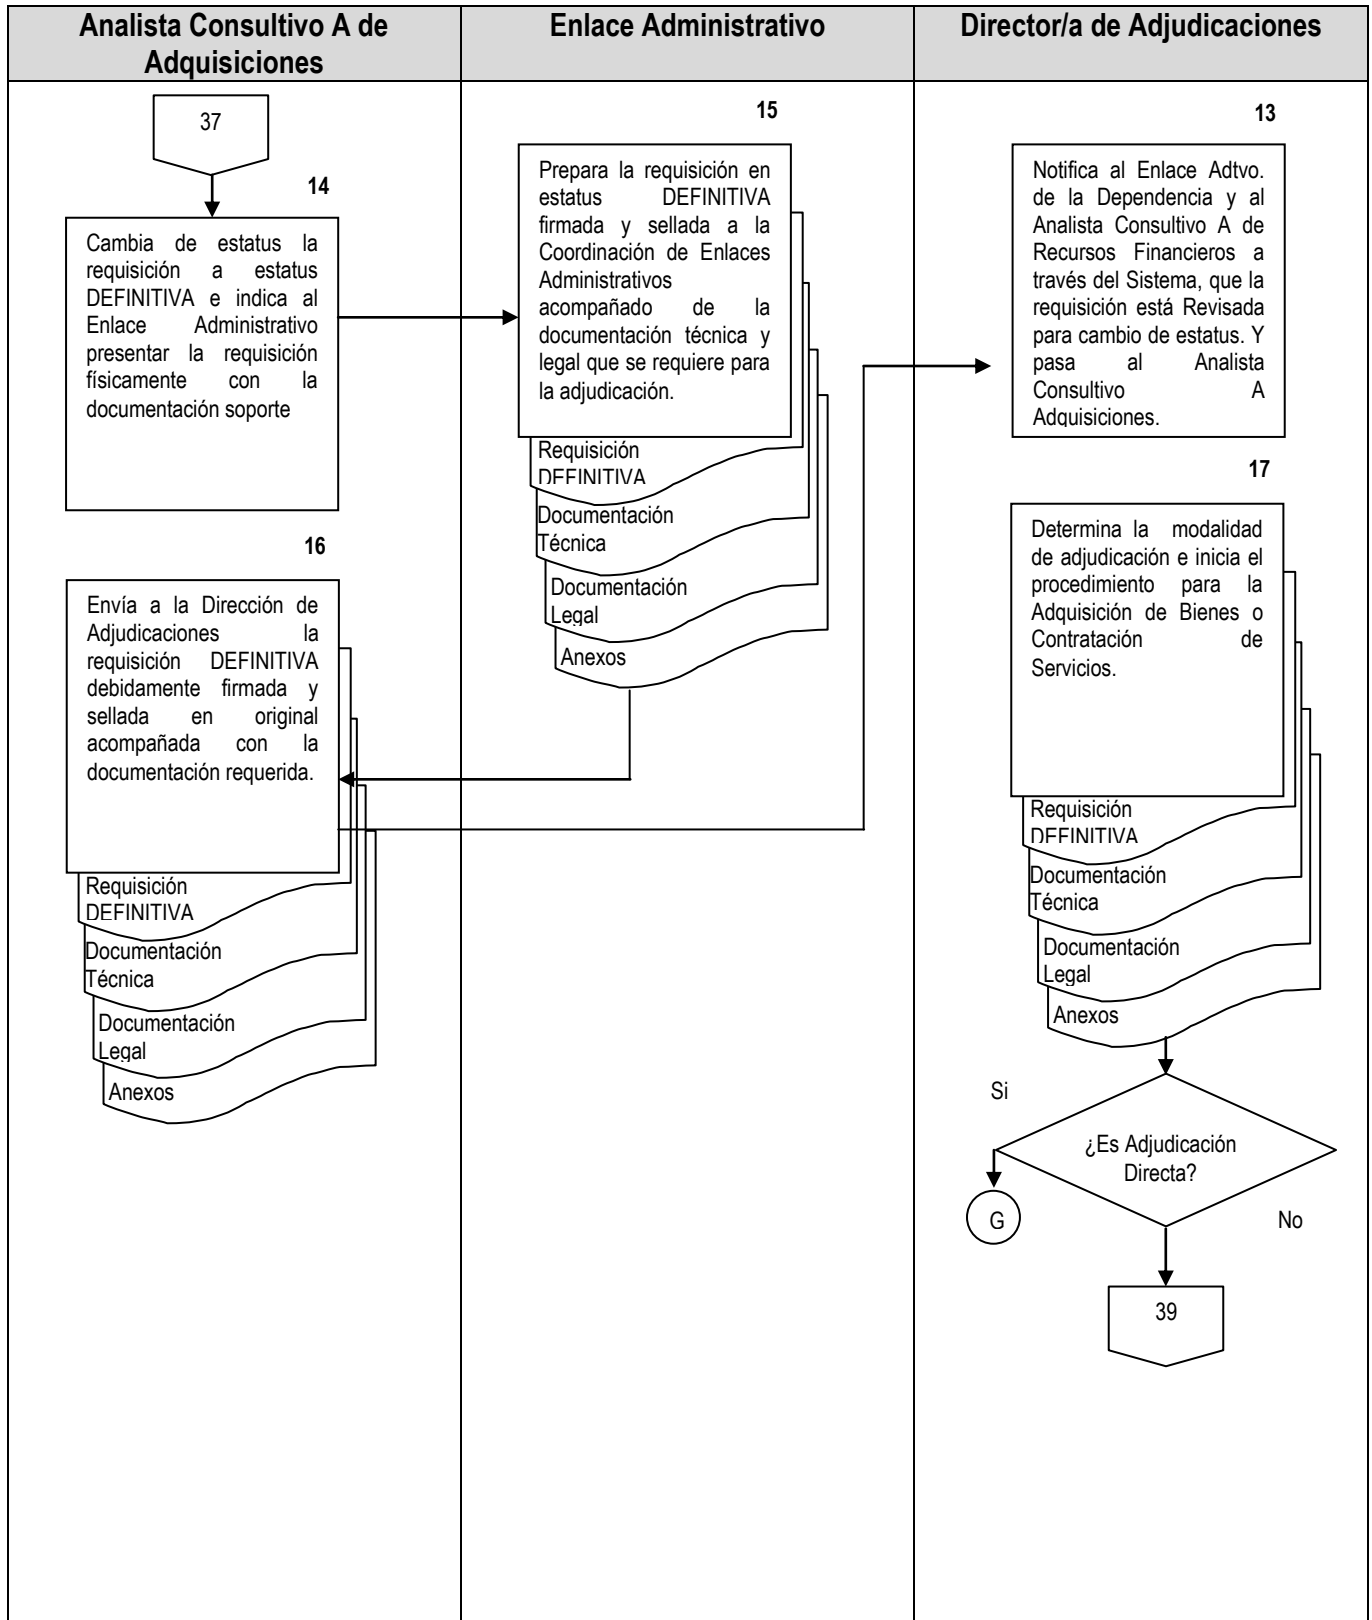 Analista Consultivo A de
Adquisiciones
Enlace Administrativo
Director/a de Adjudicaciones
37
14
Cambia de estatus la
requisición a estatus
DEFINITIVA e indica al
Enlace Administrativo
presentar la requisición
físicamente con la
documentación soporte
16
Envía a la Dirección de
Adjudicaciones la
requisición DEFINITIVA
debidamente firmada y
sellada en original
acompañada con la
documentación requerida.
Requisición
DEFINITIVA
Documentación
Técnica
Documentación
Legal
Anexos
15
Prepara la requisición en
estatus DEFINITIVA
firmada y sellada a la
Coordinación de Enlaces
Administrativos
acompañado de la
documentación técnica y
legal que se requiere para
la adjudicación.
Requisición
DEFINITIVA
Documentación
Técnica
Documentación
Legal
Anexos
13
Notifica al Enlace Adtvo.
de la Dependencia y al
Analista Consultivo A de
Recursos Financieros a
través del Sistema, que la
requisición está Revisada
para cambio de estatus. Y
pasa al Analista
Consultivo A
Adquisiciones.
17
Determina la modalidad
de adjudicación e inicia el
procedimiento para la
Adquisición de Bienes o
Contratación de
Servicios.
Requisición
DEFINITIVA
Documentación
Técnica
Documentación
Legal
Anexos
Si
¿Es Adjudicación
Directa?
G
No
39